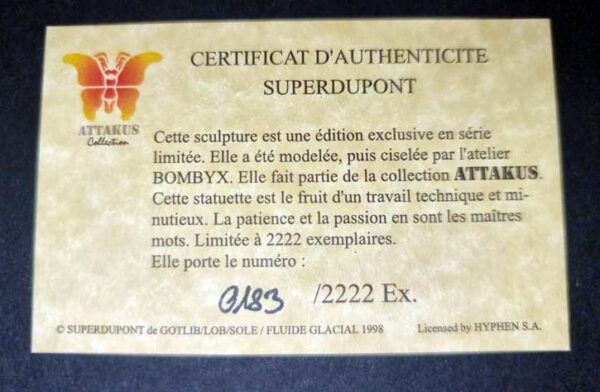 CERTIFICAT D'AUTHENTICITE
SUPERDUPONT
ATTAKUS
Collection
Cette sculpture est une édition exclusive en série
limitée. Elle a été modelée, puis ciselée par l'atelier
BOMBYX. Elle fait partie de la collection ATTAKUS.
Cette statuette est le fruit d'un travail technique et mi-
nutieux. La patience et la passion en sont les maîtres
mots. Limitée à 2222 exemplaires.
Elle porte le numéro :
0183 /2222 Ex.
© SUPERDUPONT de GOTLIB/LOB/SOLE / FLUIDE GLACIAL 1998 Licensed by HYPHEN S.A.